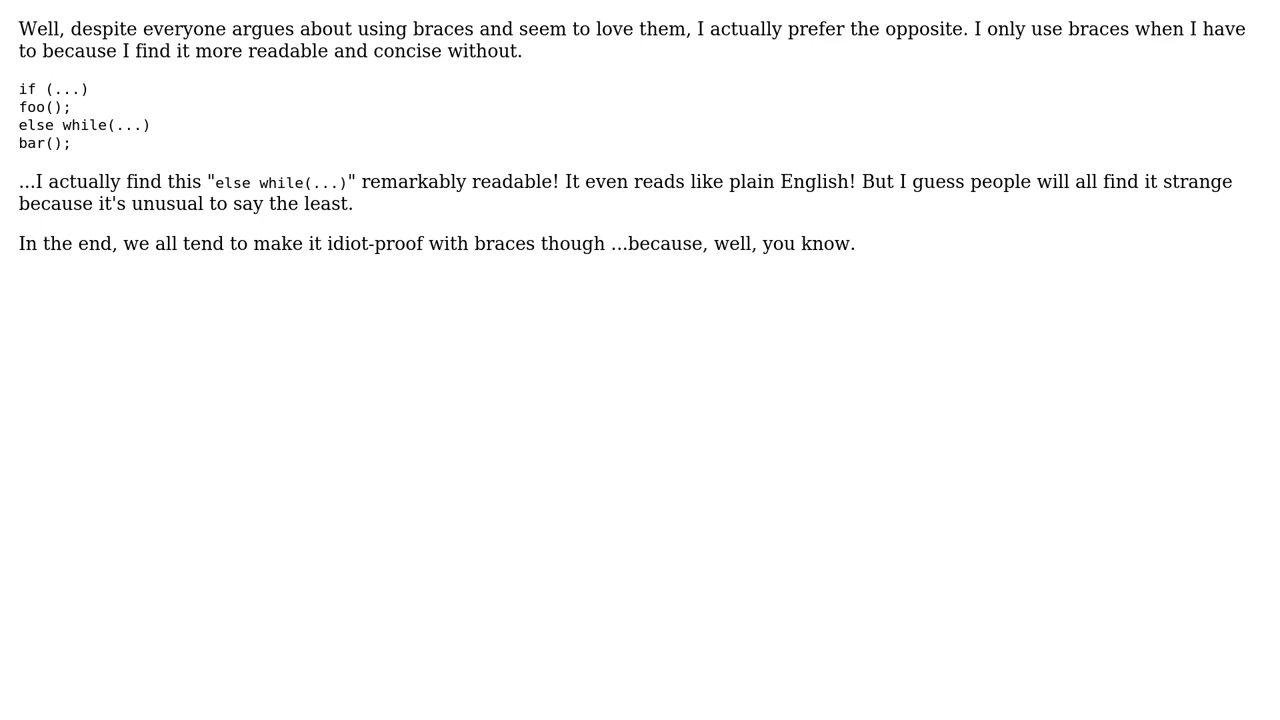 Well, despite everyone argues about using braces and seem to love them, I actually prefer the opposite. I only use braces when I have
to because I find it more readable and concise without.
if (...)
foo();
else while(...)
bar();
...I actually find this "else while(...)" remarkably readable! It even reads like plain English! But I guess people will all find it strange
because it's unusual to say the least.
In the end, we all tend to make it idiot-proof with braces though ...because, well, you know.